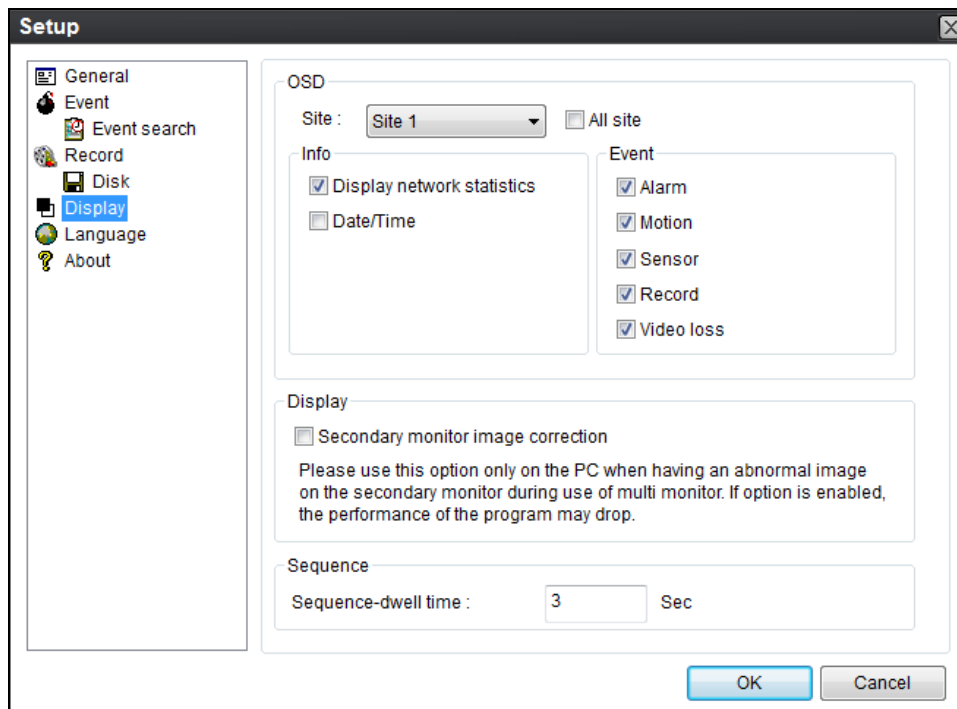 Setup
General
Event
Event search
Record
Disk
Display
Language
About
OSD
Site :
Site 1
All site
Info
Display network statistics
Date/Time
Event
Alarm
Motion
Sensor
Record
Video loss
Display
Secondary monitor image correction
Please use this option only on the PC when having an abnormal image
on the secondary monitor during use of multi monitor. If option is enabled,
the performance of the program may drop.
Sequence
Sequence-dwell time :
3
Sec
OK
Cancel